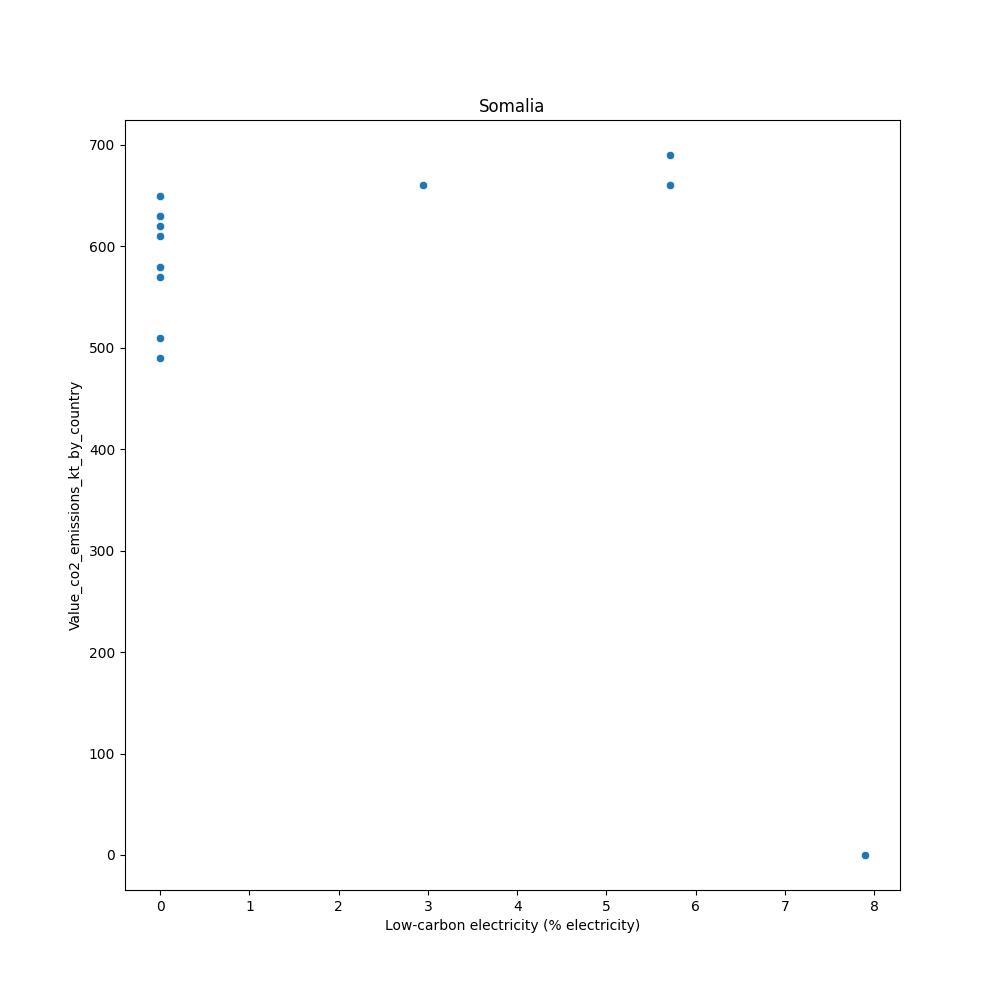 Somalia
700
600
500
400
300
200
100
0
Value_co2_emissions_kt_by_country
0 1 2 3 4 5 6 7 8
Low-carbon electricity (% electricity)